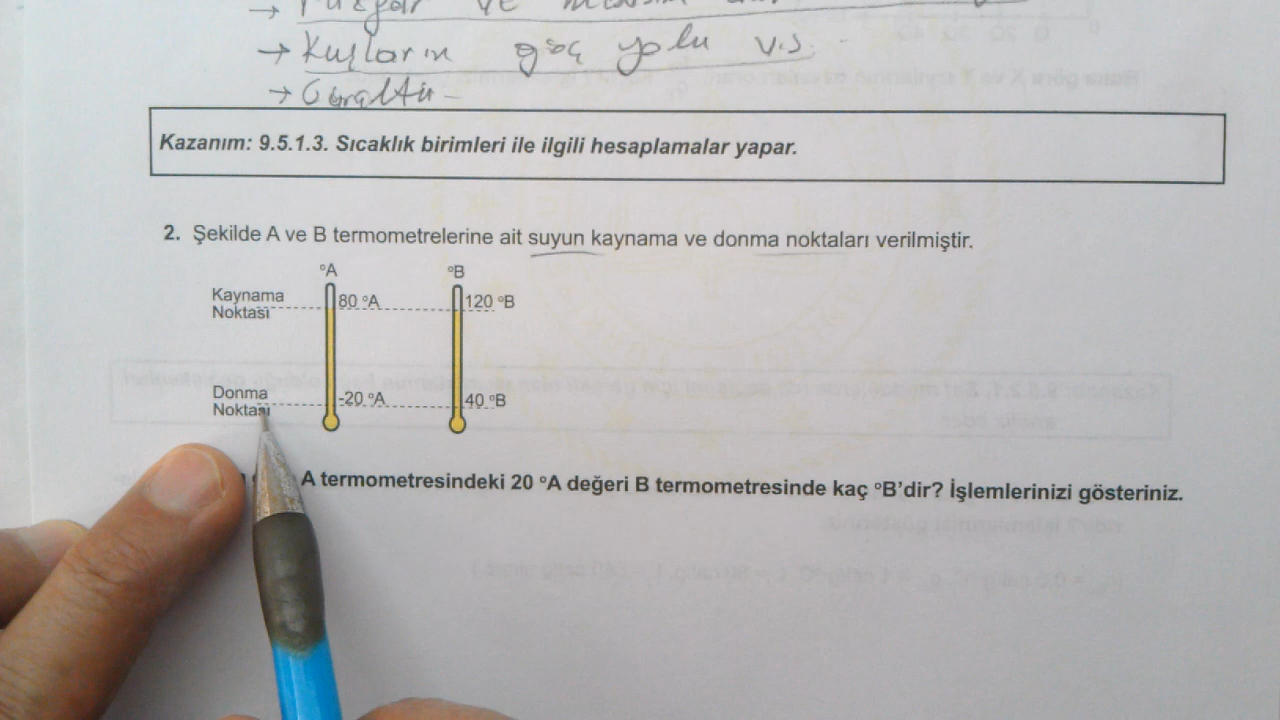 → Kuşların göç yolu v.s.
→ Gürültü
Kazanım: 9.5.1.3. Sıcaklık birimleri ile ilgili hesaplamalar yapar.
2. Şekilde A ve B termometrelerine ait suyun kaynama ve donma noktaları verilmiştir.
°A °B
Kaynama Noktası 80 °A 120 °B
Donma Noktası -20 °A 40 °B
A termometresindeki 20 °A değeri B termometresinde kaç °B'dir? İşlemlerinizi gösteriniz.